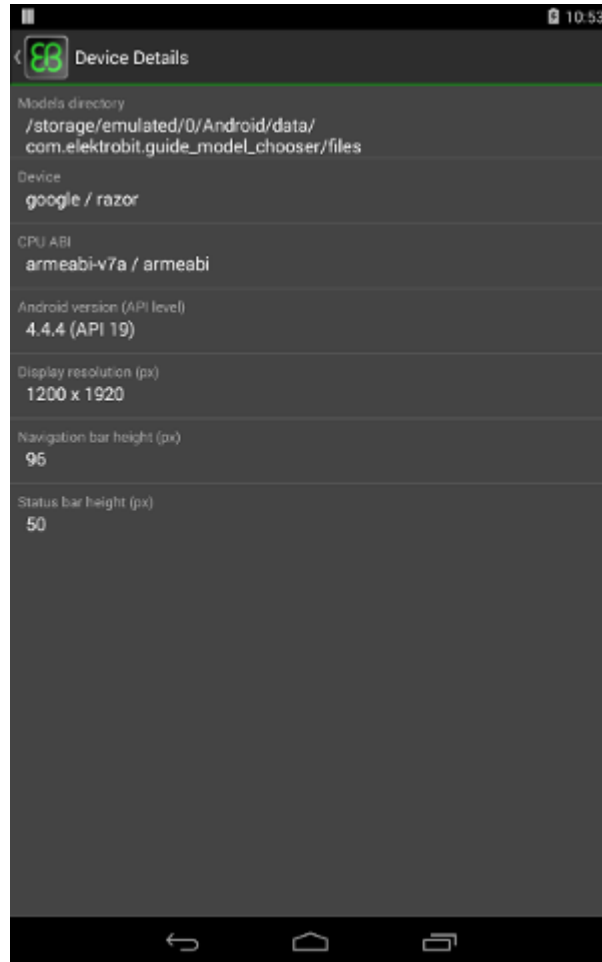 10:53
Device Details
Models directory
/storage/emulated/0/Android/data/
com.elektrobit.guide_model_chooser/files
Device
google / razor
CPU ABI
armeabi-v7a / armeabi
Android version (API level)
4.4.4 (API 19)
Display resolution (px)
1200 x 1920
Navigation bar height (px)
96
Status bar height (px)
50